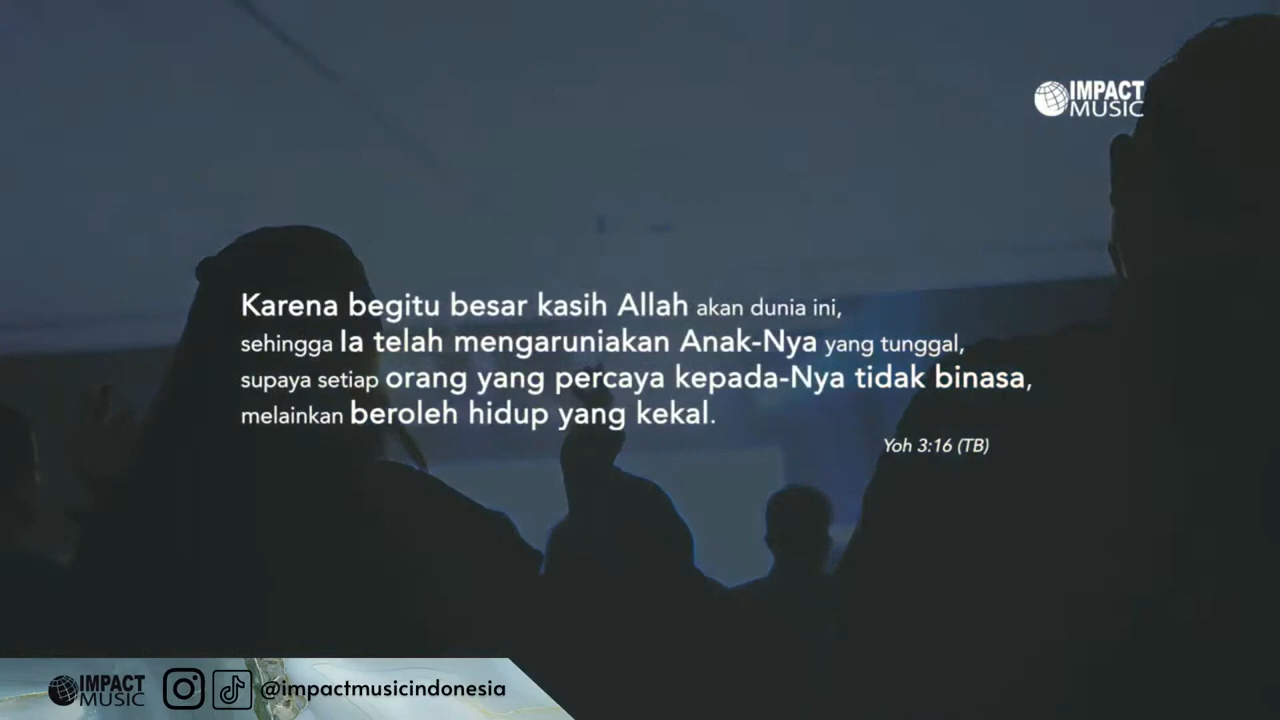 IMPACT
MUSIC
Karena begitu besar kasih Allah akan dunia ini,
sehingga Ia telah mengaruniakan Anak-Nya yang tunggal,
supaya setiap orang yang percaya kepada-Nya tidak binasa,
melainkan beroleh hidup yang kekal.
Yoh 3:16 (TB)
IMPACT
MUSIC
@impactmusicindonesia